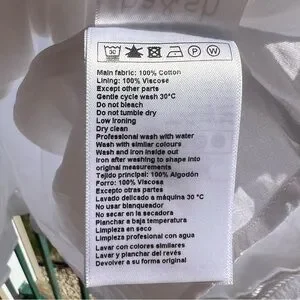 30 P W
Main fabric: 100% Cotton
Lining: 100% Viscose
Except other parts
Gentle cycle wash 30°C
Do not bleach
Do not tumble dry
Low ironing
Dry clean
Professional wash with water
Wash with similar colours
Wash and iron inside out
Iron after washing to shape into
original measurements
Tejido principal: 100% Algodón
Forro: 100% Viscosa
Excepto otras partes
Lavado delicado a máquina 30 °C
No usar blanqueador
No secar en la secadora
Planchar a baja temperatura
Limpieza en seco
Limpieza profesional con agua
Lavar con colores similares
Lavar y planchar del revés
Devolver a su forma original